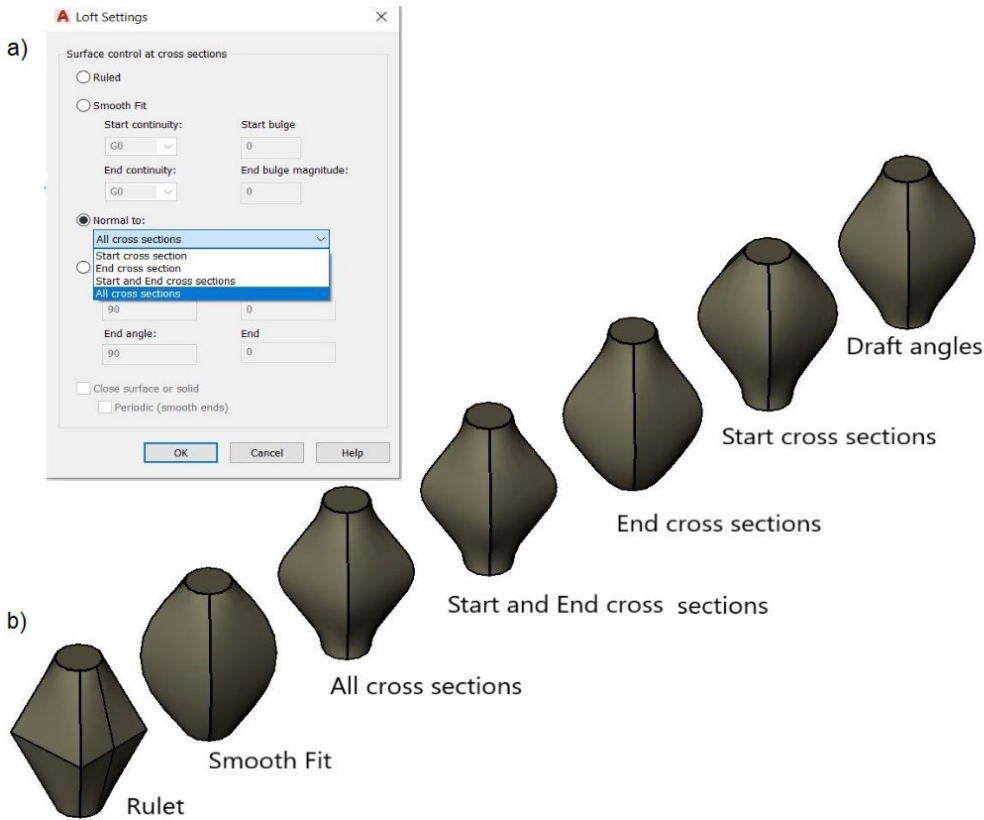 a)
A Loft Settings
Surface control at cross sections
Ruled
Smooth Fit
Start continuity: Start bulge
G0 0
End continuity: End bulge magnitude:
G0 0
Normal to:
All cross sections
Start cross section
End cross section
Start and End cross sections
All cross sections
90 0
End angle: End
90 0
Close surface or solid
Periodic (smooth ends)
OK Cancel Help
Draft angles
Start cross sections
End cross sections
Start and End cross sections
b)
All cross sections
Smooth Fit
Rulet